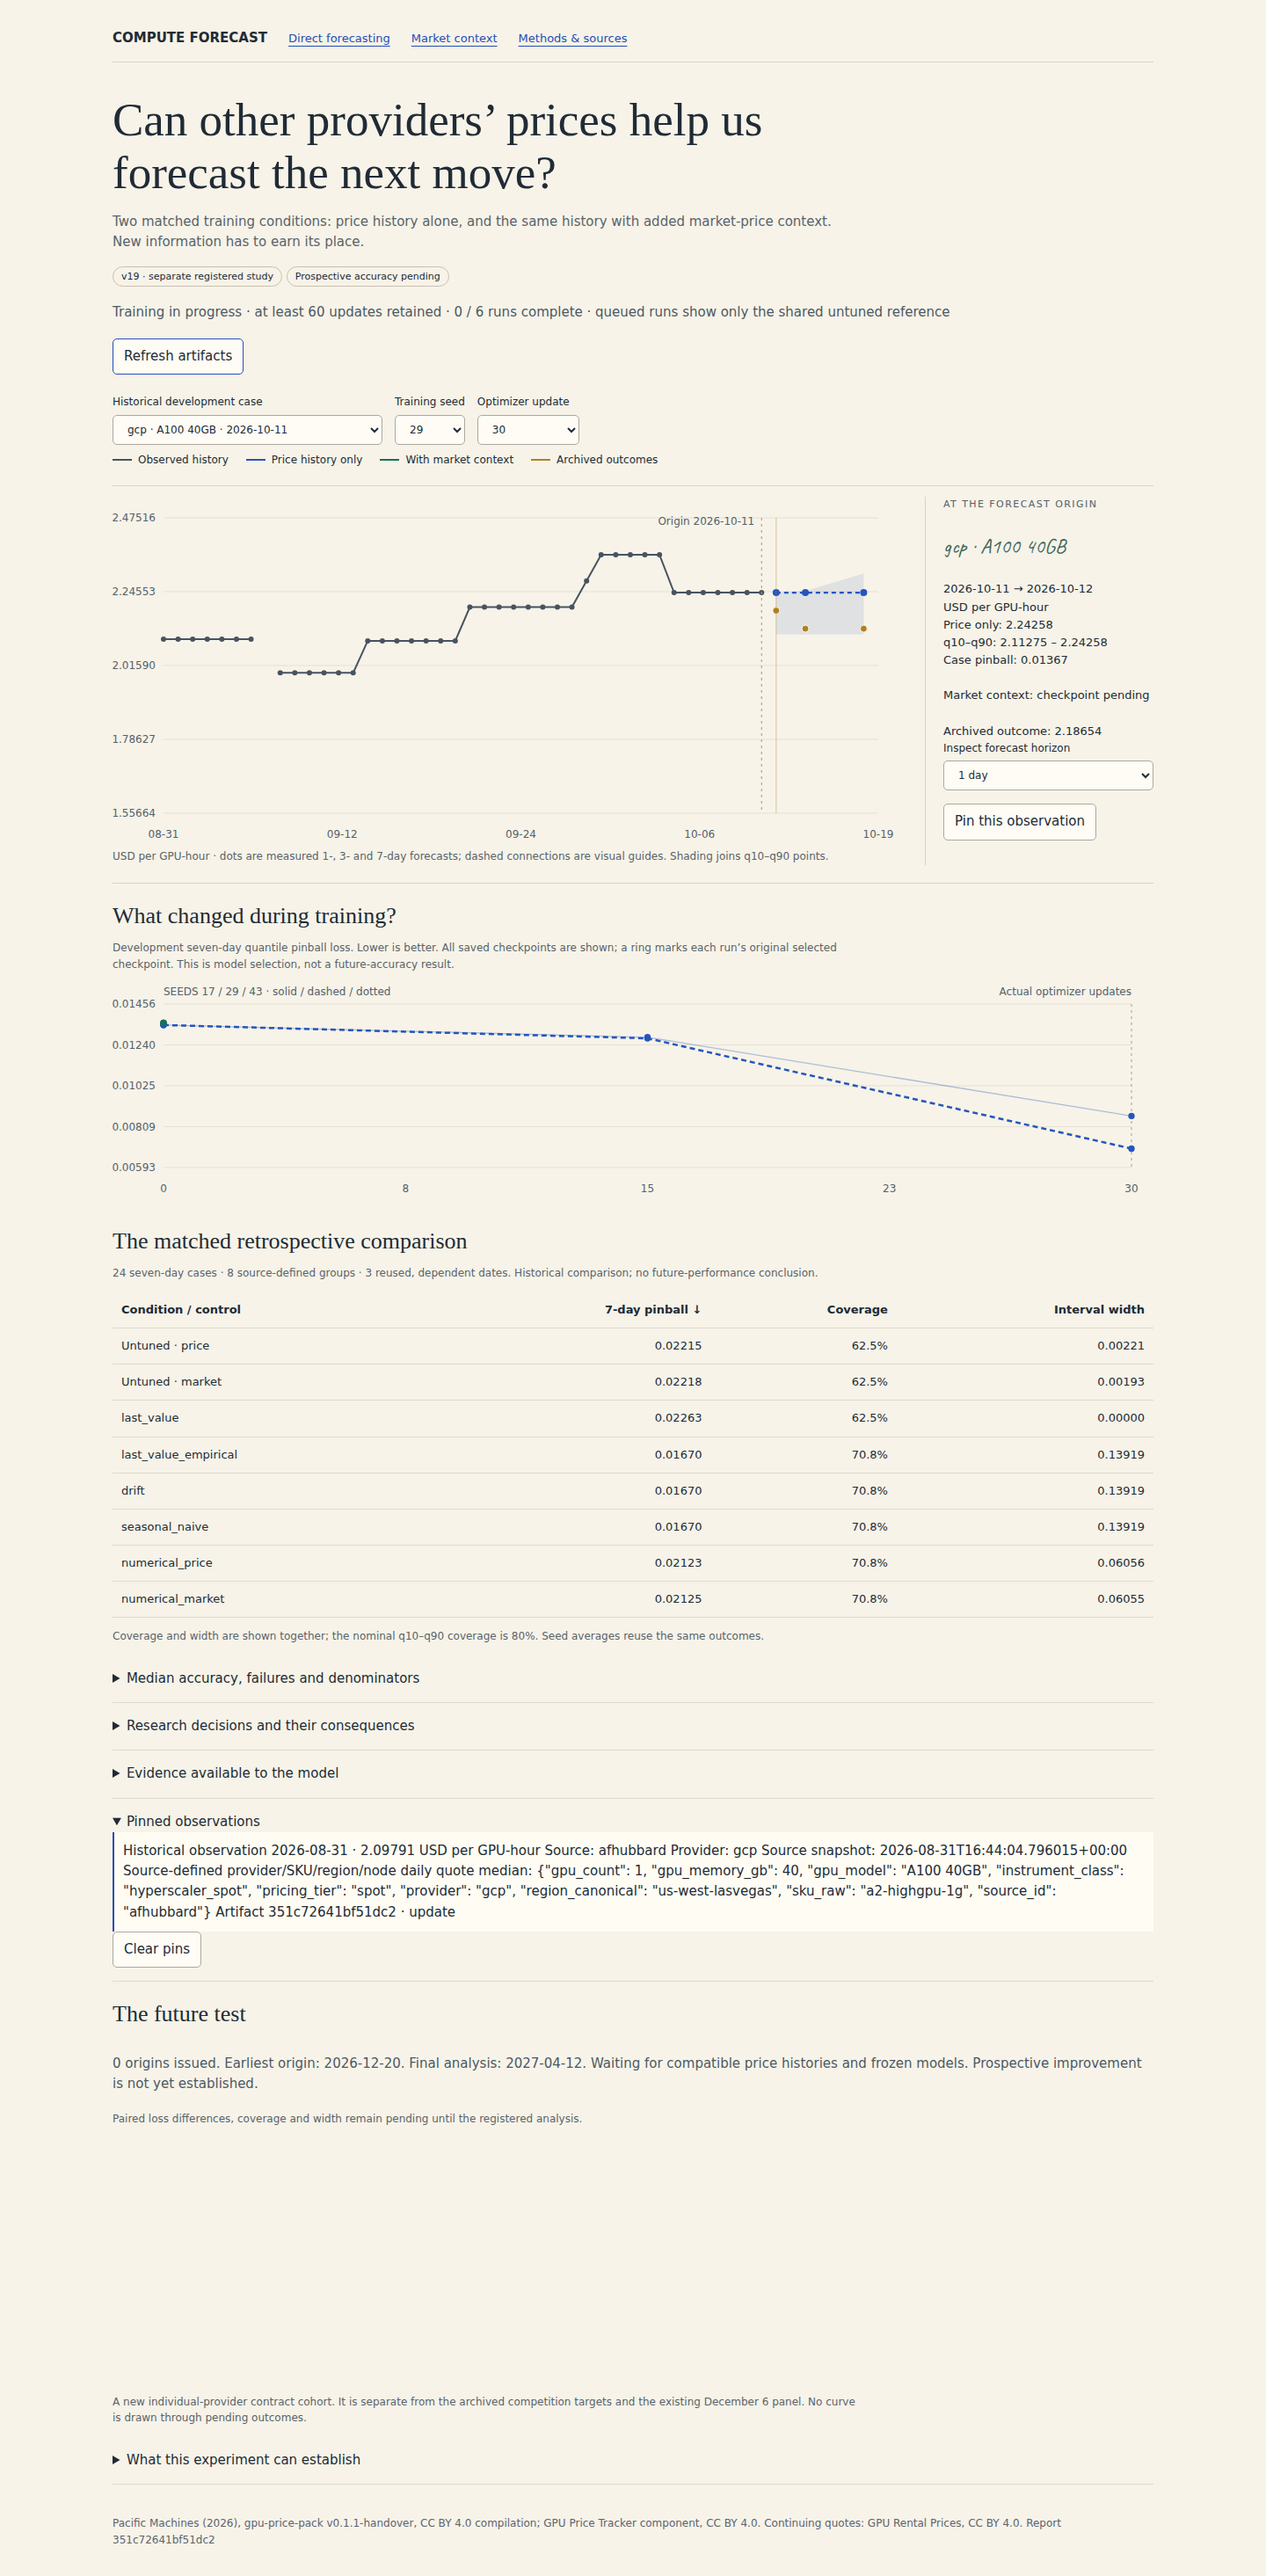 COMPUTE FORECAST Direct forecasting Market context Methods & sources
Can other providers’ prices help us
forecast the next move?
Two matched training conditions: price history alone, and the same history with added market-price context.
New information has to earn its place.
v19 · separate registered study Prospective accuracy pending
Training in progress · at least 60 updates retained · 0 / 6 runs complete · queued runs show only the shared untuned reference
Refresh artifacts
Historical development case Training seed Optimizer update
gcp · A100 40GB · 2026-10-11 29 30
Observed history Price history only With market context Archived outcomes
2.47516
2.24553
2.01590
1.78627
1.55664
Origin 2026-10-11
08-31 09-12 09-24 10-06 10-19
USD per GPU-hour · dots are measured 1-, 3- and 7-day forecasts; dashed connections are visual guides. Shading joins q10–q90 points.
AT THE FORECAST ORIGIN
gcp · A100 40GB
2026-10-11 → 2026-10-12
USD per GPU-hour
Price only: 2.24258
q10–q90: 2.11275 – 2.24258
Case pinball: 0.01367
Market context: checkpoint pending
Archived outcome: 2.18654
Inspect forecast horizon
1 day
Pin this observation
What changed during training?
Development seven-day quantile pinball loss. Lower is better. All saved checkpoints are shown; a ring marks each run’s original selected
checkpoint. This is model selection, not a future-accuracy result.
SEEDS 17 / 29 / 43 · solid / dashed / dotted Actual optimizer updates
0.01456
0.01240
0.01025
0.00809
0.00593
0 8 15 23 30
The matched retrospective comparison
24 seven-day cases · 8 source-defined groups · 3 reused, dependent dates. Historical comparison; no future-performance conclusion.
Condition / control 7-day pinball ↓ Coverage Interval width
Untuned · price 0.02215 62.5% 0.00221
Untuned · market 0.02218 62.5% 0.00193
last_value 0.02263 62.5% 0.00000
last_value_empirical 0.01670 70.8% 0.13919
drift 0.01670 70.8% 0.13919
seasonal_naive 0.01670 70.8% 0.13919
numerical_price 0.02123 70.8% 0.06056
numerical_market 0.02125 70.8% 0.06055
Coverage and width are shown together; the nominal q10–q90 coverage is 80%. Seed averages reuse the same outcomes.
Median accuracy, failures and denominators
Research decisions and their consequences
Evidence available to the model
Pinned observations
Historical observation 2026-08-31 · 2.09791 USD per GPU-hour Source: afhubbard Provider: gcp Source snapshot: 2026-08-31T16:44:04.796015+00:00
Source-defined provider/SKU/region/node daily quote median: {"gpu_count": 1, "gpu_memory_gb": 40, "gpu_model": "A100 40GB", "instrument_class":
"hyperscaler_spot", "pricing_tier": "spot", "provider": "gcp", "region_canonical": "us-west-lasvegas", "sku_raw": "a2-highgpu-1g", "source_id":
"afhubbard"} Artifact 351c72641bf51dc2 · update
Clear pins
The future test
0 origins issued. Earliest origin: 2026-12-20. Final analysis: 2027-04-12. Waiting for compatible price histories and frozen models. Prospective improvement
is not yet established.
Paired loss differences, coverage and width remain pending until the registered analysis.
A new individual-provider contract cohort. It is separate from the archived competition targets and the existing December 6 panel. No curve
is drawn through pending outcomes.
What this experiment can establish
Pacific Machines (2026), gpu-price-pack v0.1.1-handover, CC BY 4.0 compilation; GPU Price Tracker component, CC BY 4.0. Continuing quotes: GPU Rental Prices, CC BY 4.0. Report
351c72641bf51dc2